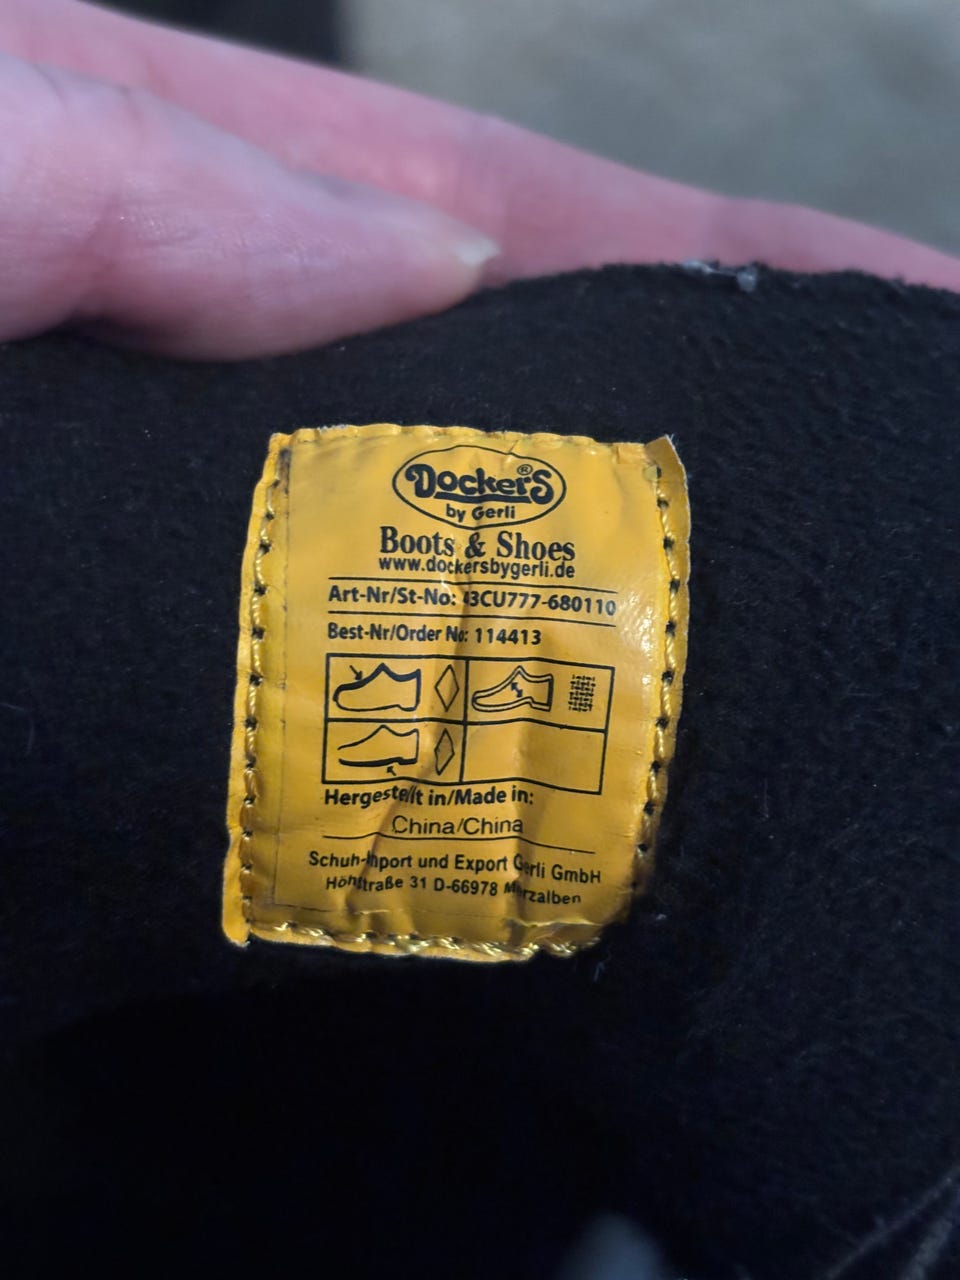 Dockers®
by Gerli
Boots & Shoes
www.dockersbygerli.de
Art-Nr/St-No: 43CU777-680110
Best-Nr/Order No: 114413
Hergestellt in/Made in:
China/China
Schuh-Import und Export Gerli GmbH
Höhstraße 31 D-66978 Merzalben